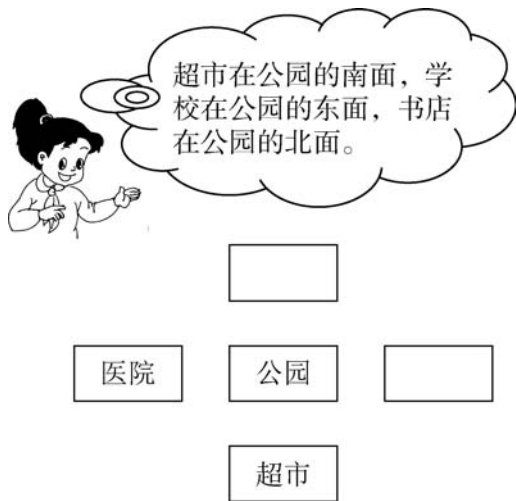 超市在公园的南面，学
校在公园的东面，书店
在公园的北面。
医院 公园
超市